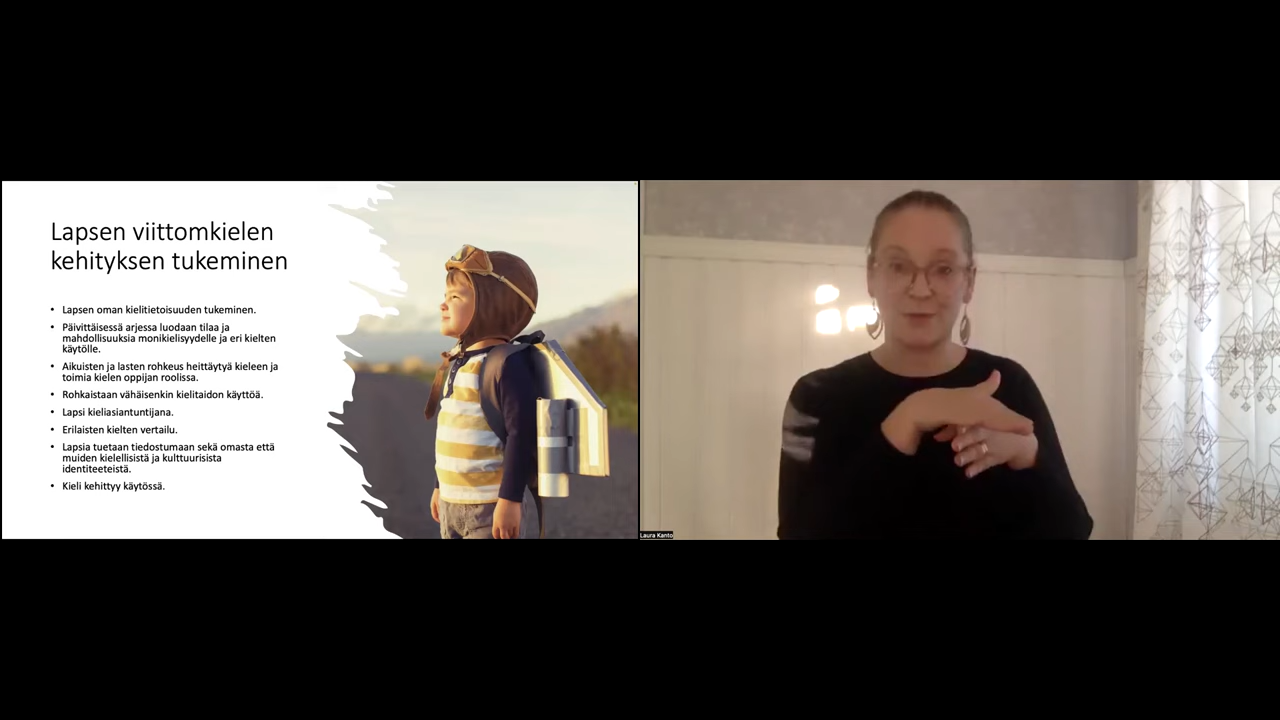 Lapsen viittomkielen
kehityksen tukeminen
• Lapsen oman kielitietoisuuden tukeminen.
• Päivittäisessä arjessa luodaan tilaa ja
mahdollisuuksia monikielisyydelle ja eri kielten
käytölle.
• Aikuisten ja lasten rohkeus heittäytyä kieleen ja
toimia kielen oppijan roolissa.
• Rohkaistaan vähäisenkin kielitaidon käyttöä.
• Lapsi kieliasiantuntijana.
• Erilaisten kielten vertailu.
• Lapsia tuetaan tiedostumaan sekä omasta että
muiden kielellisistä ja kulttuurisista
identiteeteistä.
• Kieli kehittyy käytössä.
Laura Kanto